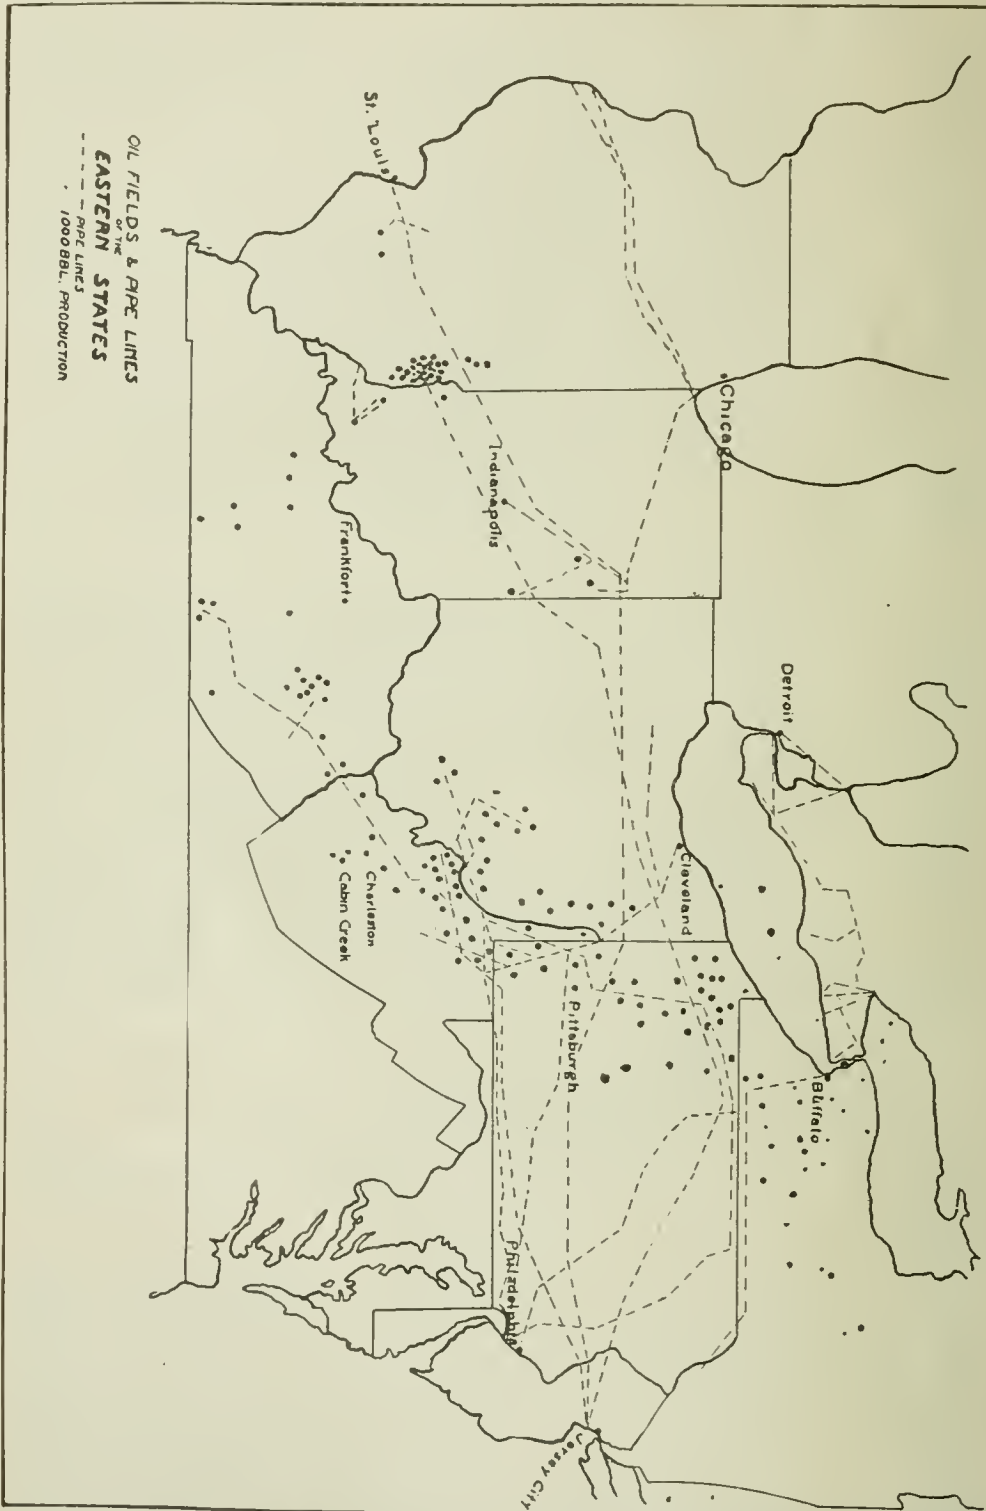 OIL FIELDS & PIPE LINES
OF THE
EASTERN STATES
---- PIPE LINES
. 1000 BBL. PRODUCTION
St. Louis
Chicago
Indianapolis
Frankforte
Detroit
Cleveland
Charleston
Cabin Creek
Pittsburgh
Buffalo
Philadelphia
Jersey City